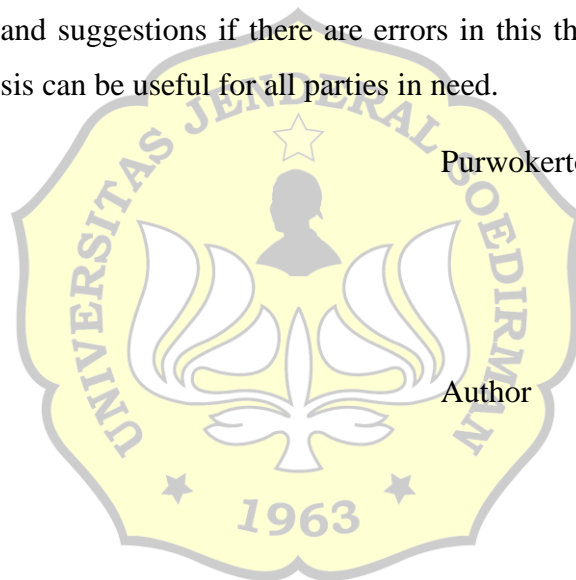 and suggestions if there are errors in this th
sis can be useful for all parties in need.
Purwokerto
Author
UNIVERSITAS JENDERAL SOEDIRMAN
1963